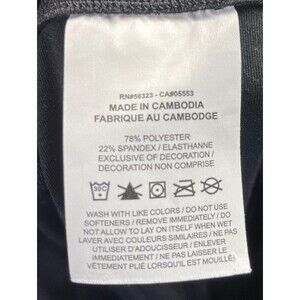 RN#56323 - CA#05553
MADE IN CAMBODIA
FABRIQUE AU CAMBODGE
78% POLYESTER
22% SPANDEX / ELASTHANNE
EXCLUSIVE OF DECORATION /
DECORATION NON COMPRISE
30C
WASH WITH LIKE COLORS / DO NOT USE
SOFTENERS / REMOVE IMMEDIATELY / DO
NOT ALLOW TO LAY ON ITSELF WHEN WET
LAVER AVEC COULEURS SIMILAIRES / NE PAS
UTILISER D'ADOUCISSEUR / ENLEVER
IMMÉDIATEMENT / NE PAS LAISSER LE
VÊTEMENT PLIÉ LORSQU'IL EST MOUILLÉ